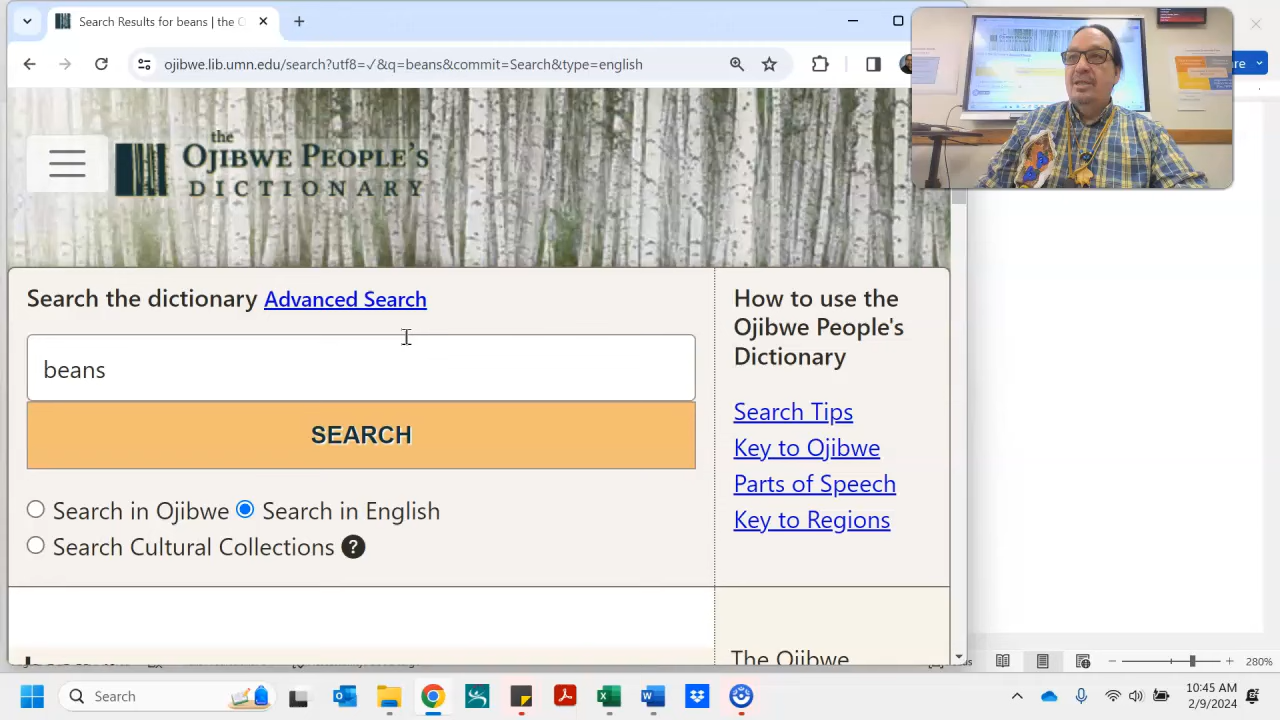 Search Results for beans | the O
ojibwe.lib.umn.edu/search?utf8=✓&q=beans&commit=Search&type=english
re
the
OJIBWE PEOPLE'S
DICTIONARY
Search the dictionary Advanced Search
beans
SEARCH
Search in Ojibwe Search in English
Search Cultural Collections ?
How to use the
Ojibwe People's
Dictionary
Search Tips
Key to Ojibwe
Parts of Speech
Key to Regions
The Ojibwe
280%
Search
10:45 AM
2/9/2024